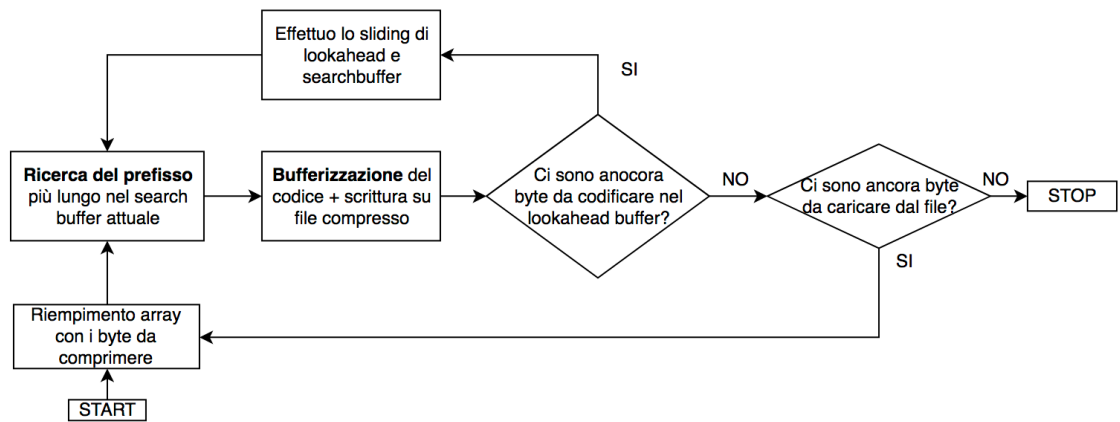 Effettuo lo sliding di
lookahead e
searchbuffer
SI
Ricerca del prefisso
più lungo nel search
buffer attuale
Bufferizzazione del
codice + scrittura su
file compresso
Ci sono anocora
byte da codificare nel
lookahead buffer?
NO
Ci sono ancora byte
da caricare dal file?
NO
STOP
SI
Riempimento array
con i byte da
comprimere
START